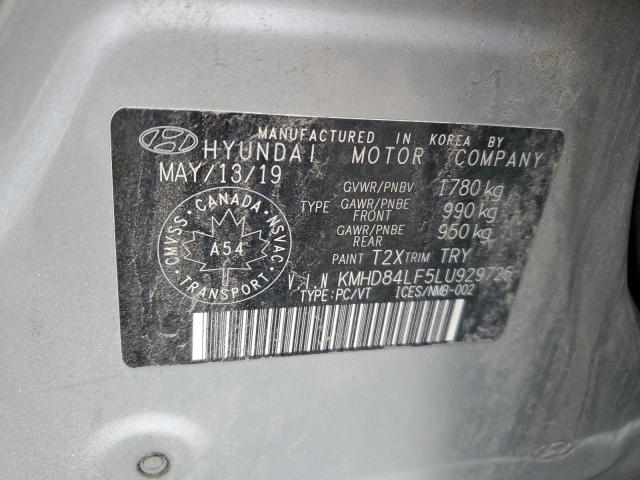 MANUFACTURED IN KOREA BY
HYUNDAI MOTOR COMPANY
MAY/13/19
GVWR/PNBV 1780 kg
TYPE GAWR/PNBE FRONT 990 kg
GAWR/PNBE REAR 950 kg
PAINT T2X TRIM TRY
V.I.N KMHD84LF5LU929725
TYPE:PC/VT ICES/NMB-002
CMVSS · CANADA · NSVAC
A54
TRANSPORT